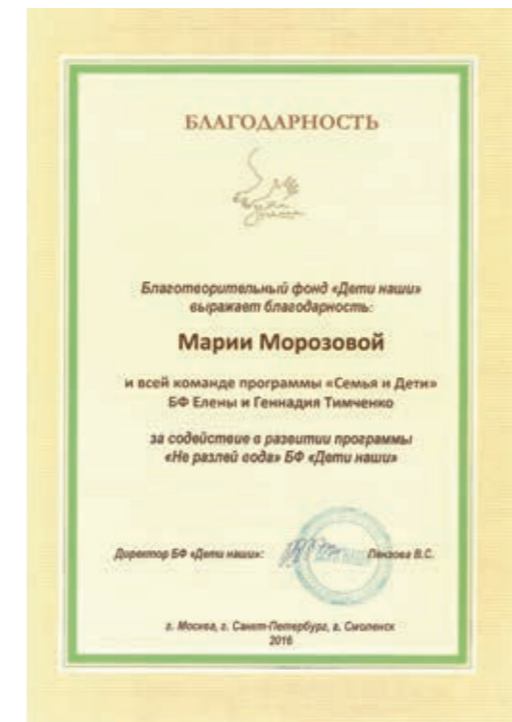 БЛАГОДАРНОСТЬ
Благотворительный фонд «Дети наши»
выражает благодарность:
Марии Морозовой
и всей команде программы «Семья и Дети»
БФ Елены и Геннадия Тимченко
за содействие в развитии программы
«Не разлей вода» БФ «Дети наши»
Директор БФ «Дети наши»: Пензова В.С.
г. Москва, г. Санкт-Петербург, г. Смоленск
2016